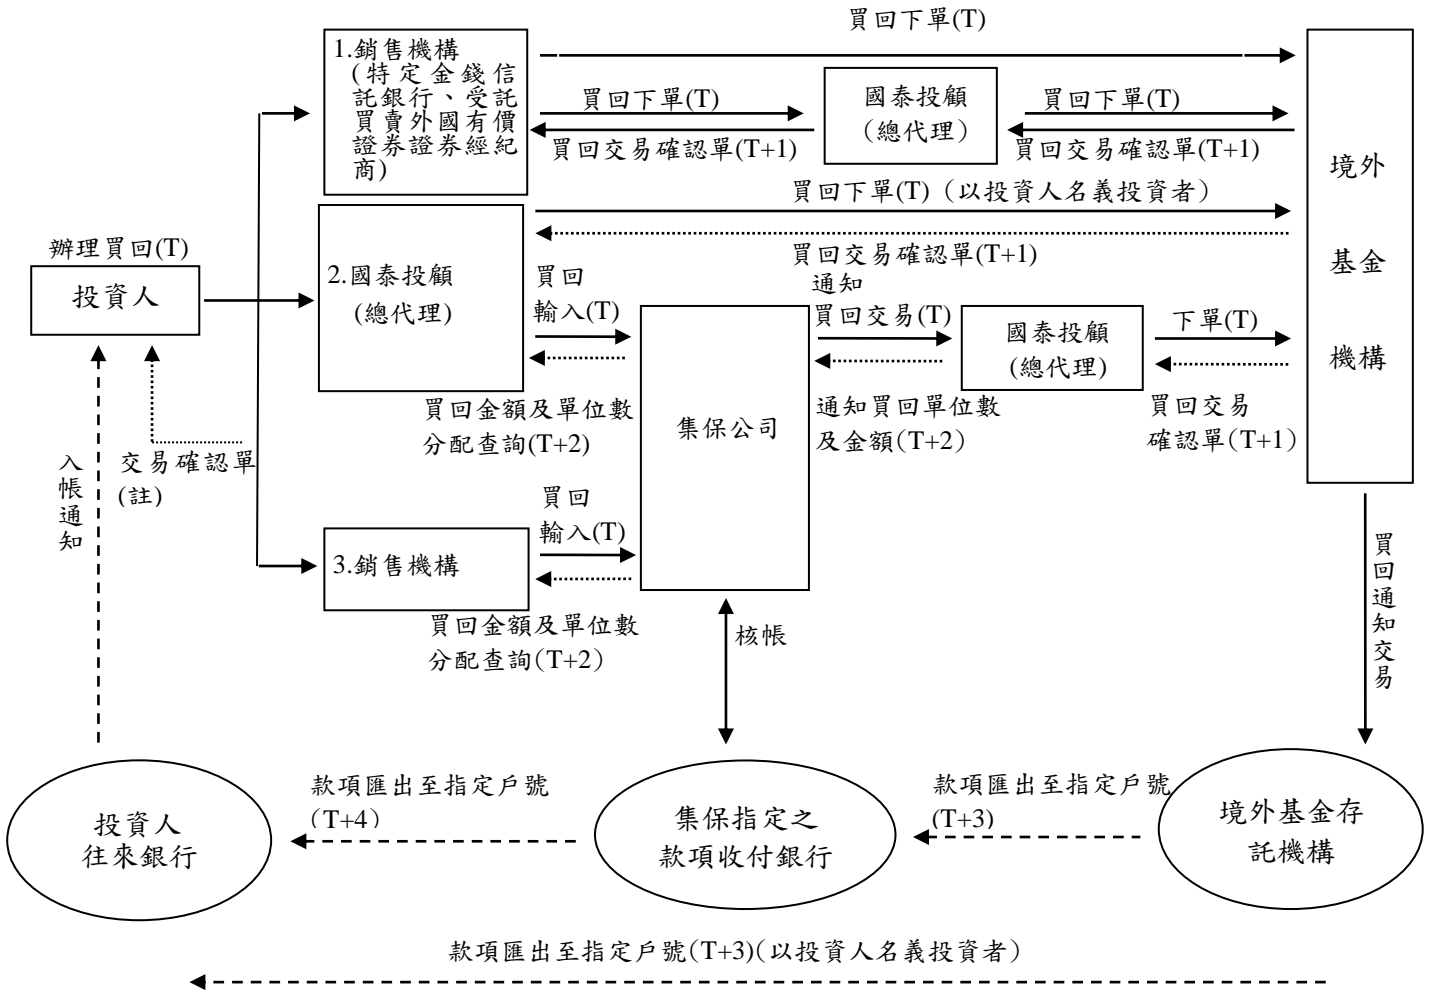 買回下單(T)
1.銷售機構
(特定金錢信
託銀行、受託
買賣外國有價
證券證券經紀
商)
買回下單(T)
買回交易確認單(T+1)
國泰投顧
(總代理)
買回下單(T)
買回交易確認單(T+1)
境外
基金
機構
買回下單(T)(以投資人名義投資者)
買回交易確認單(T+1)
辦理買回(T)
投資人
2.國泰投顧
(總代理)
買回
輸入(T)
買回金額及單位數
分配查詢(T+2)
集保公司
通知
買回交易(T)
通知買回單位數
及金額(T+2)
國泰投顧
(總代理)
下單(T)
買回交易
確認單(T+1)
入帳通知
交易確認單
(註)
3.銷售機構
買回
輸入(T)
買回金額及單位數
分配查詢(T+2)
核帳
買回通知交易
投資人
往來銀行
款項匯出至指定戶號
(T+4)
集保指定之
款項收付銀行
款項匯出至指定戶號
(T+3)
境外基金存
託機構
款項匯出至指定戶號(T+3)(以投資人名義投資者)